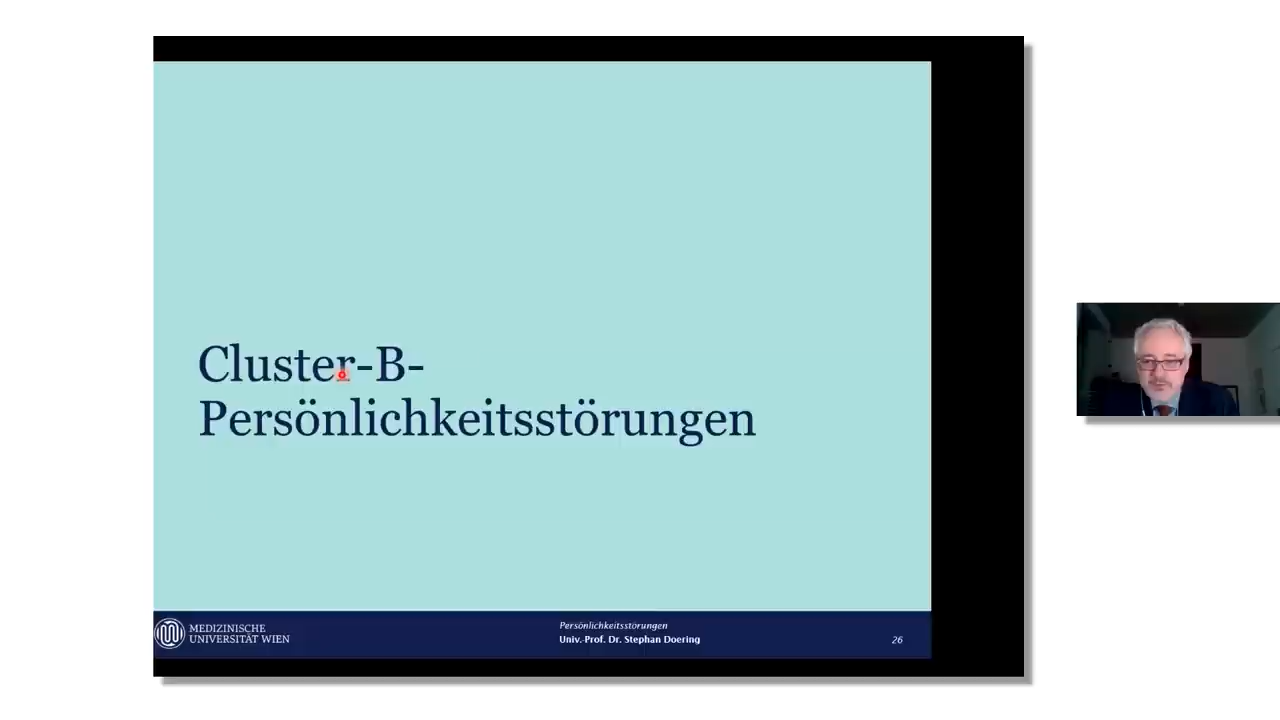 Cluster-B-
Persönlichkeitsstörungen
MEDIZINISCHE
UNIVERSITÄT WIEN
Persönlichkeitsstörungen
Univ.-Prof. Dr. Stephan Doering
26